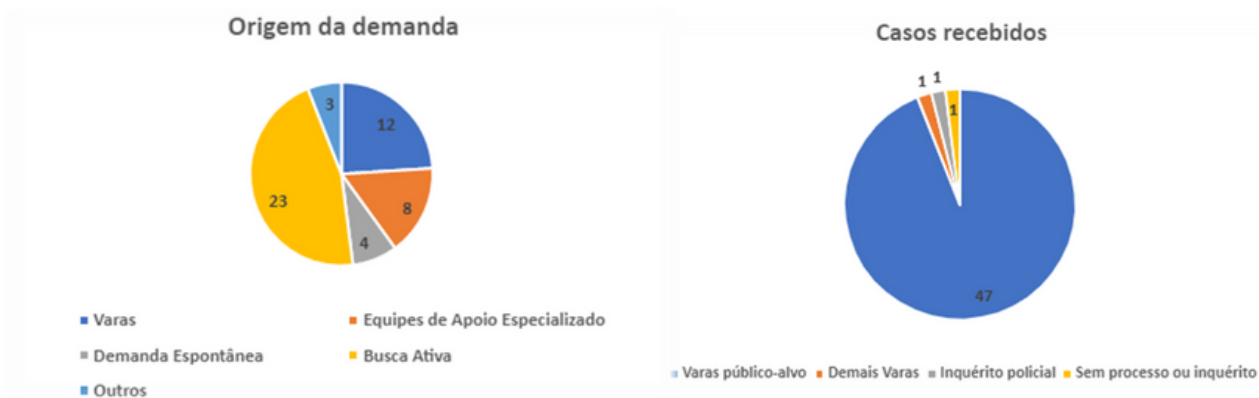 Origem da demanda
3
12
23
8
4
Varas
Equipes de Apoio Especializado
Demanda Espontânea
Busca Ativa
Outros
Casos recebidos
1
1
1
47
Varas público-alvo
Demais Varas
Inquérito policial
Sem processo ou inquérito